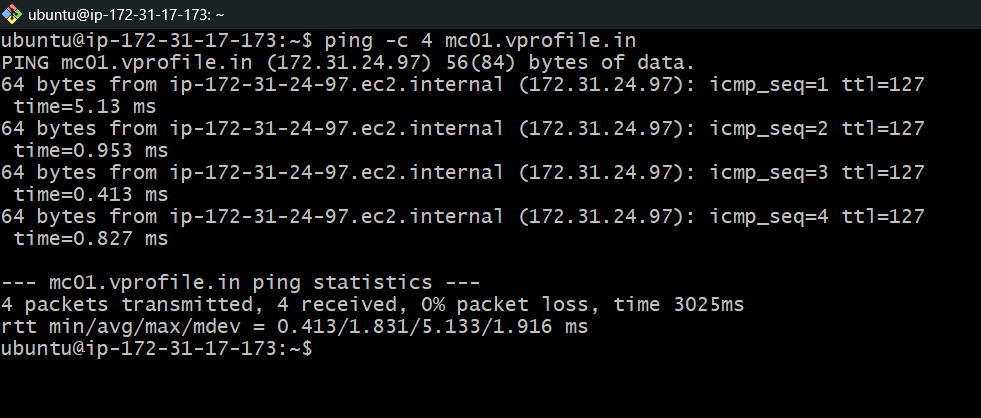 ubuntu@ip-172-31-17-173: ~
ubuntu@ip-172-31-17-173:~$ ping -c 4 mc01.vprofile.in
PING mc01.vprofile.in (172.31.24.97) 56(84) bytes of data.
64 bytes from ip-172-31-24-97.ec2.internal (172.31.24.97): icmp_seq=1 ttl=127
 time=5.13 ms
64 bytes from ip-172-31-24-97.ec2.internal (172.31.24.97): icmp_seq=2 ttl=127
 time=0.953 ms
64 bytes from ip-172-31-24-97.ec2.internal (172.31.24.97): icmp_seq=3 ttl=127
 time=0.413 ms
64 bytes from ip-172-31-24-97.ec2.internal (172.31.24.97): icmp_seq=4 ttl=127
 time=0.827 ms
--- mc01.vprofile.in ping statistics ---
4 packets transmitted, 4 received, 0% packet loss, time 3025ms
rtt min/avg/max/mdev = 0.413/1.831/5.133/1.916 ms
ubuntu@ip-172-31-17-173:~$